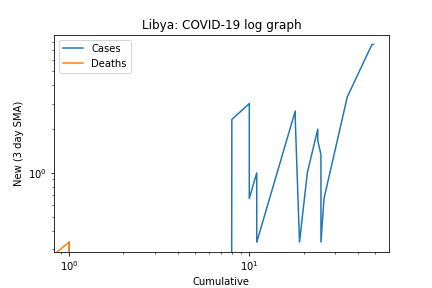 Libya: COVID-19 log graph
Cases
Deaths
New (3 day SMA)
10⁰
10⁰
10¹
Cumulative